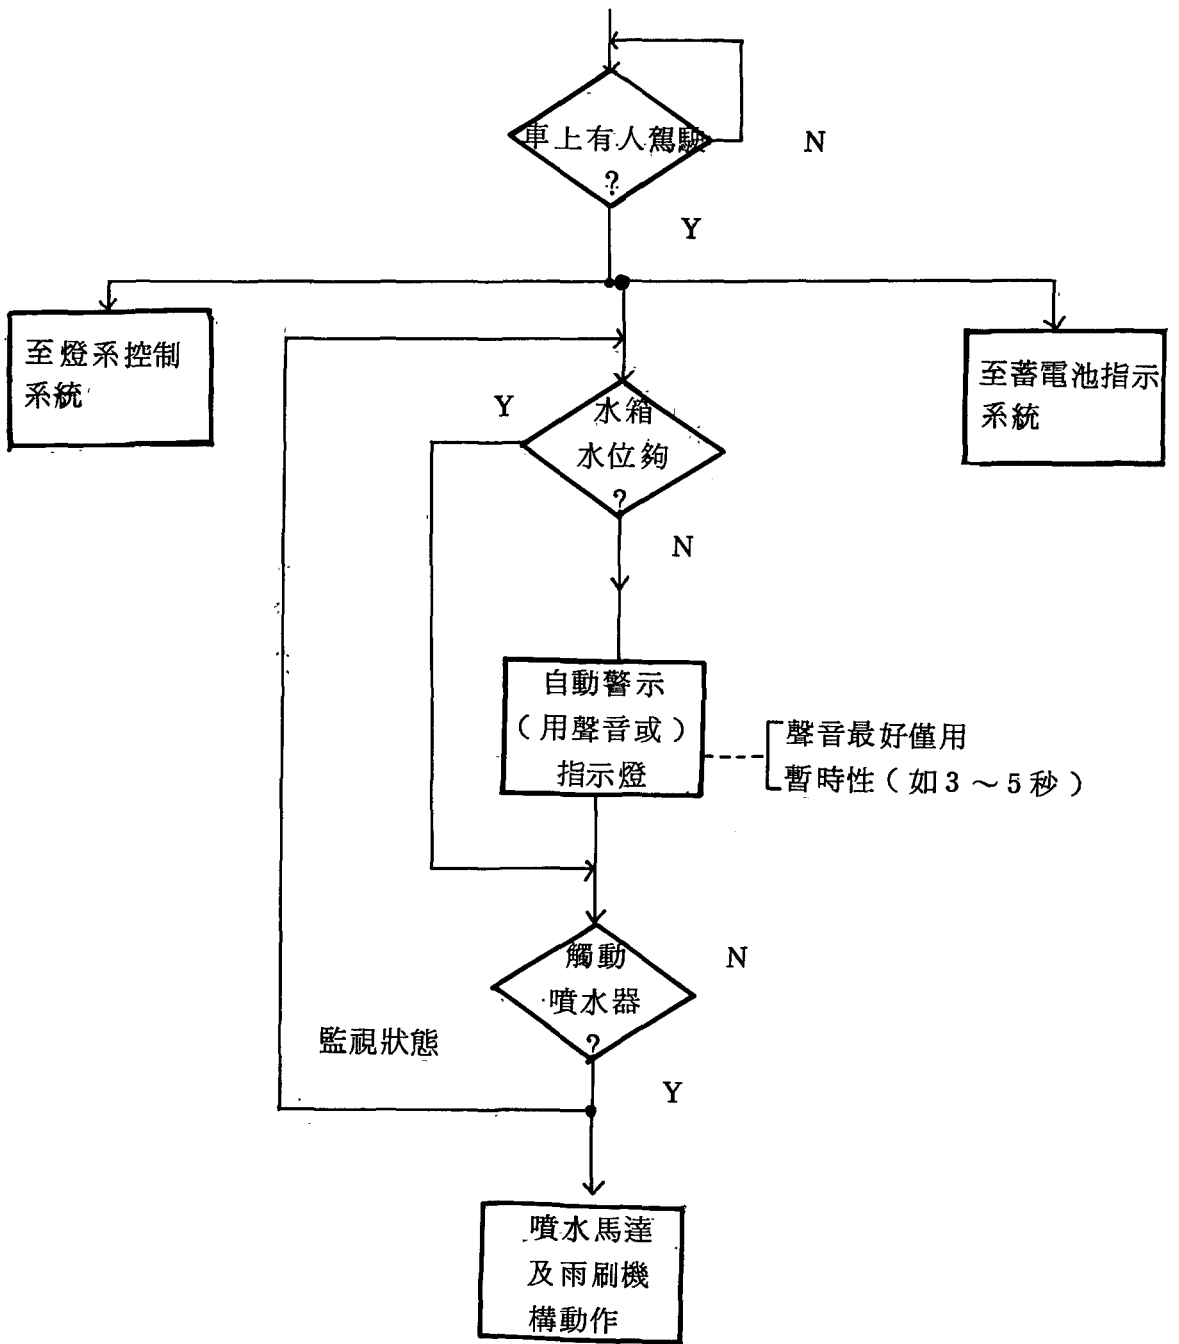 車上有人駕駛
?
N
Y
至燈系控制
系統
至蓄電池指示
系統
Y
水箱
水位夠
?
N
自動警示
（用聲音或）
指示燈
聲音最好僅用
暫時性（如3～5秒）
觸動
噴水器
?
N
監視狀態
Y
噴水馬達
及雨刷機
構動作